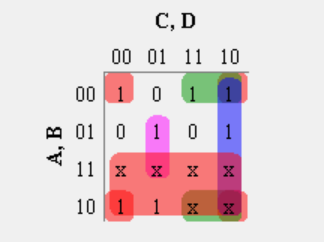 C, D
00 01 11 10
A, B
00 1 0 1 1
01 0 1 0 1
11 x x x x
10 1 1 x x